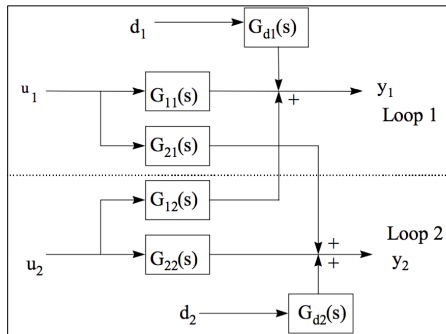 d1
Gd1(s)
u1
G11(s)
+
y1
Loop 1
G21(s)
G12(s)
Loop 2
u2
G22(s)
+
+
y2
d2
Gd2(s)